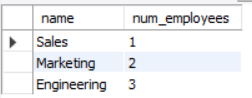 name num_employees
Sales 1
Marketing 2
Engineering 3